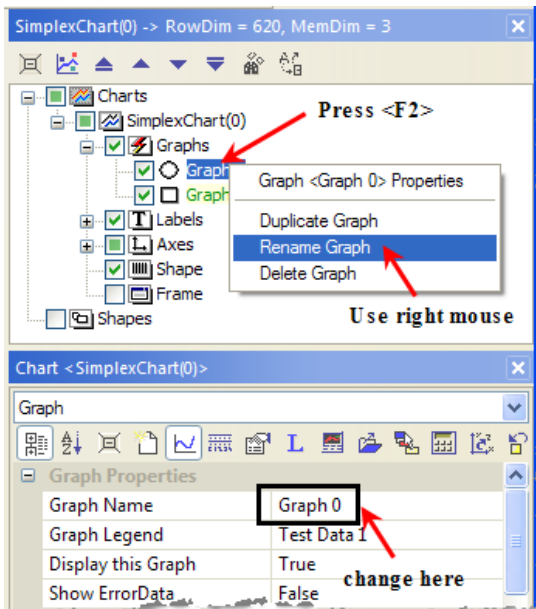 SimplexChart(0) -> RowDim = 620, MemDim = 3
Charts
Press <F2>
SimplexChart(0)
Graphs
Graph
Graph <Graph 0> Properties
Graph
Labels
Duplicate Graph
Axes
Rename Graph
Shape
Delete Graph
Frame
Use right mouse
Shapes
Chart <SimplexChart(0)>
Graph
L
Graph Properties
Graph Name Graph 0
Graph Legend Test Data 1
Display this Graph True
change here
Show ErrorData False